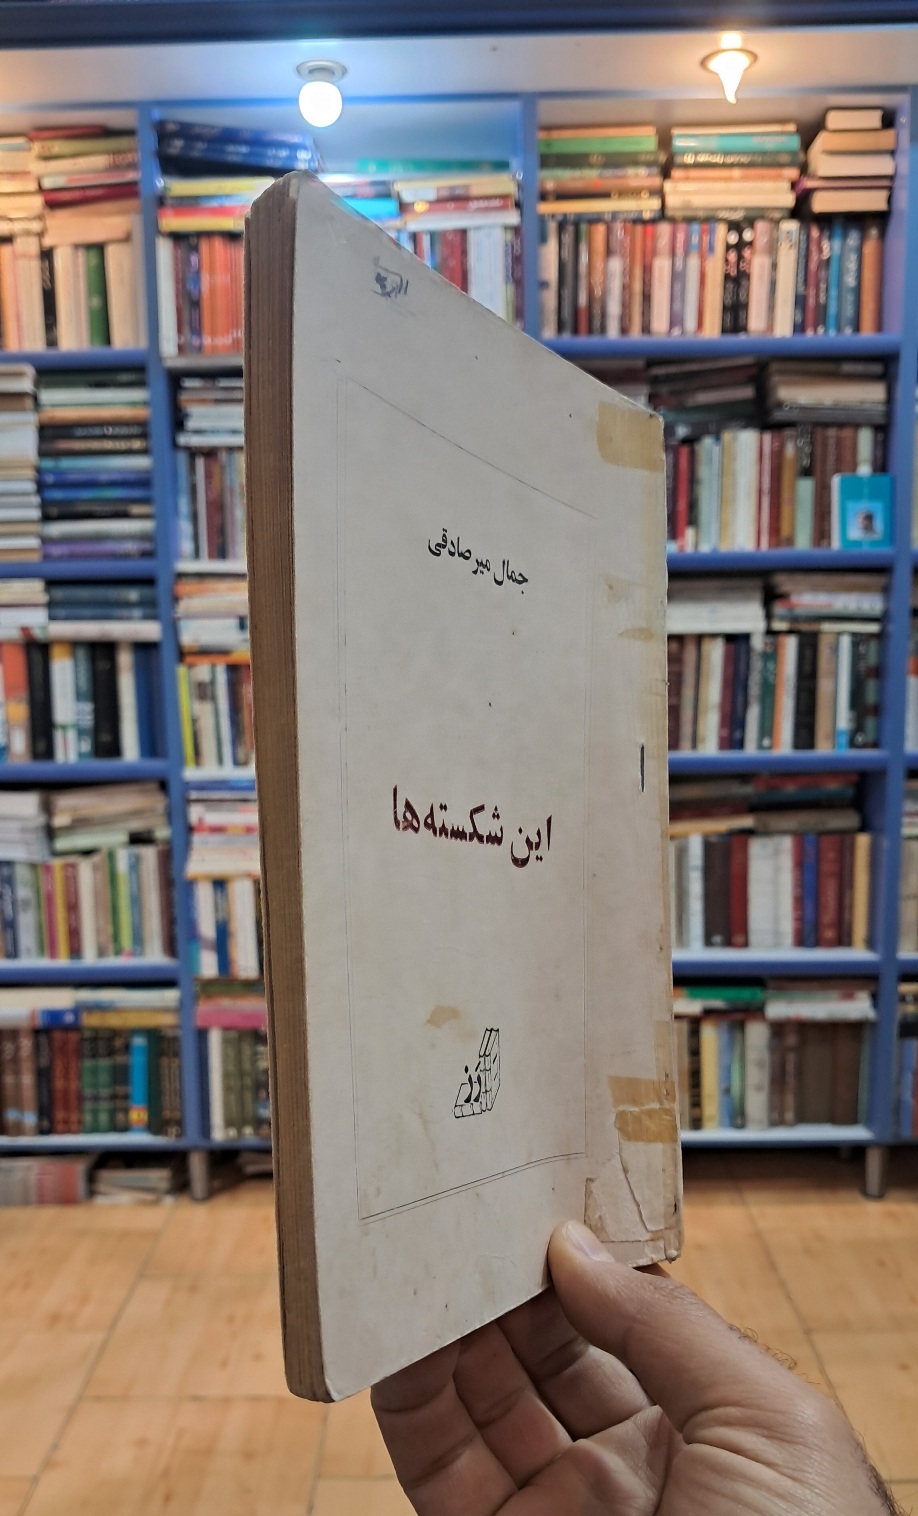 جمال میرصادقی
این شکسته‌ها
رَز